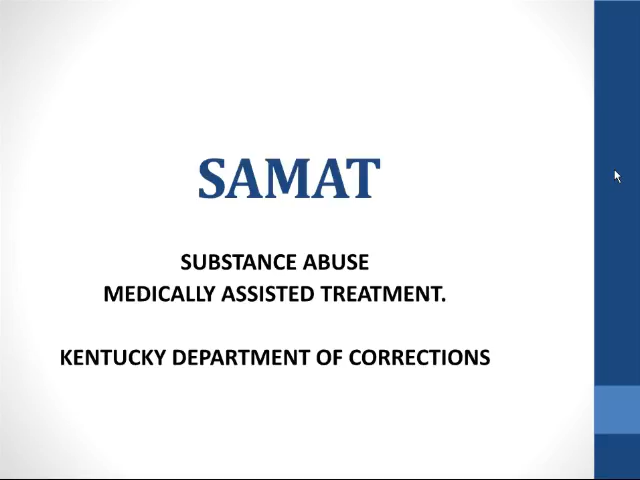 SAMAT
SUBSTANCE ABUSE
MEDICALLY ASSISTED TREATMENT.
KENTUCKY DEPARTMENT OF CORRECTIONS